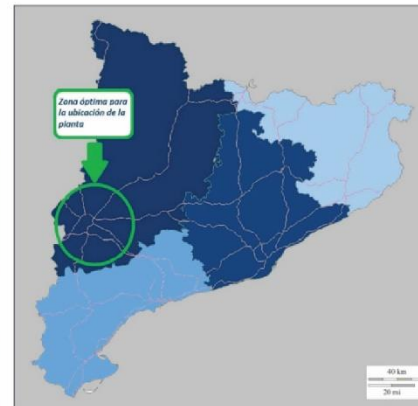 Zona óptima para
la ubicación de la
planta
40 km
20 mi